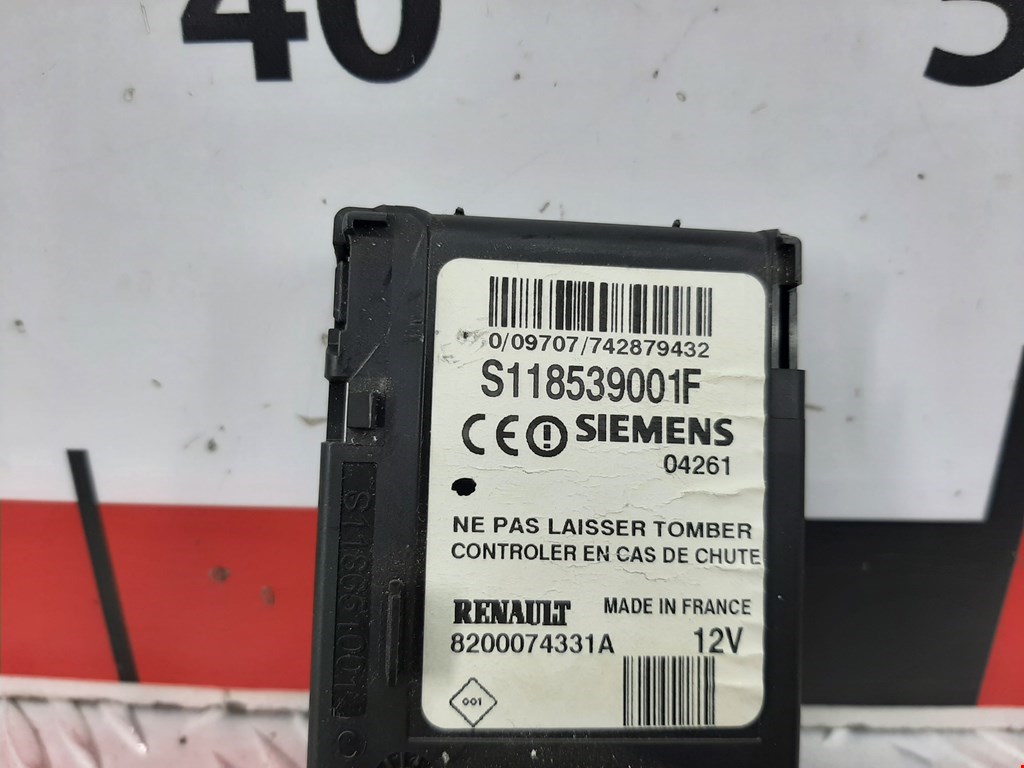 40
0/09707/742879432
S118539001F
CE SIEMENS
04261
NE PAS LAISSER TOMBER
CONTROLER EN CAS DE CHUTE
RENAULT MADE IN FRANCE
8200074331A 12V
001